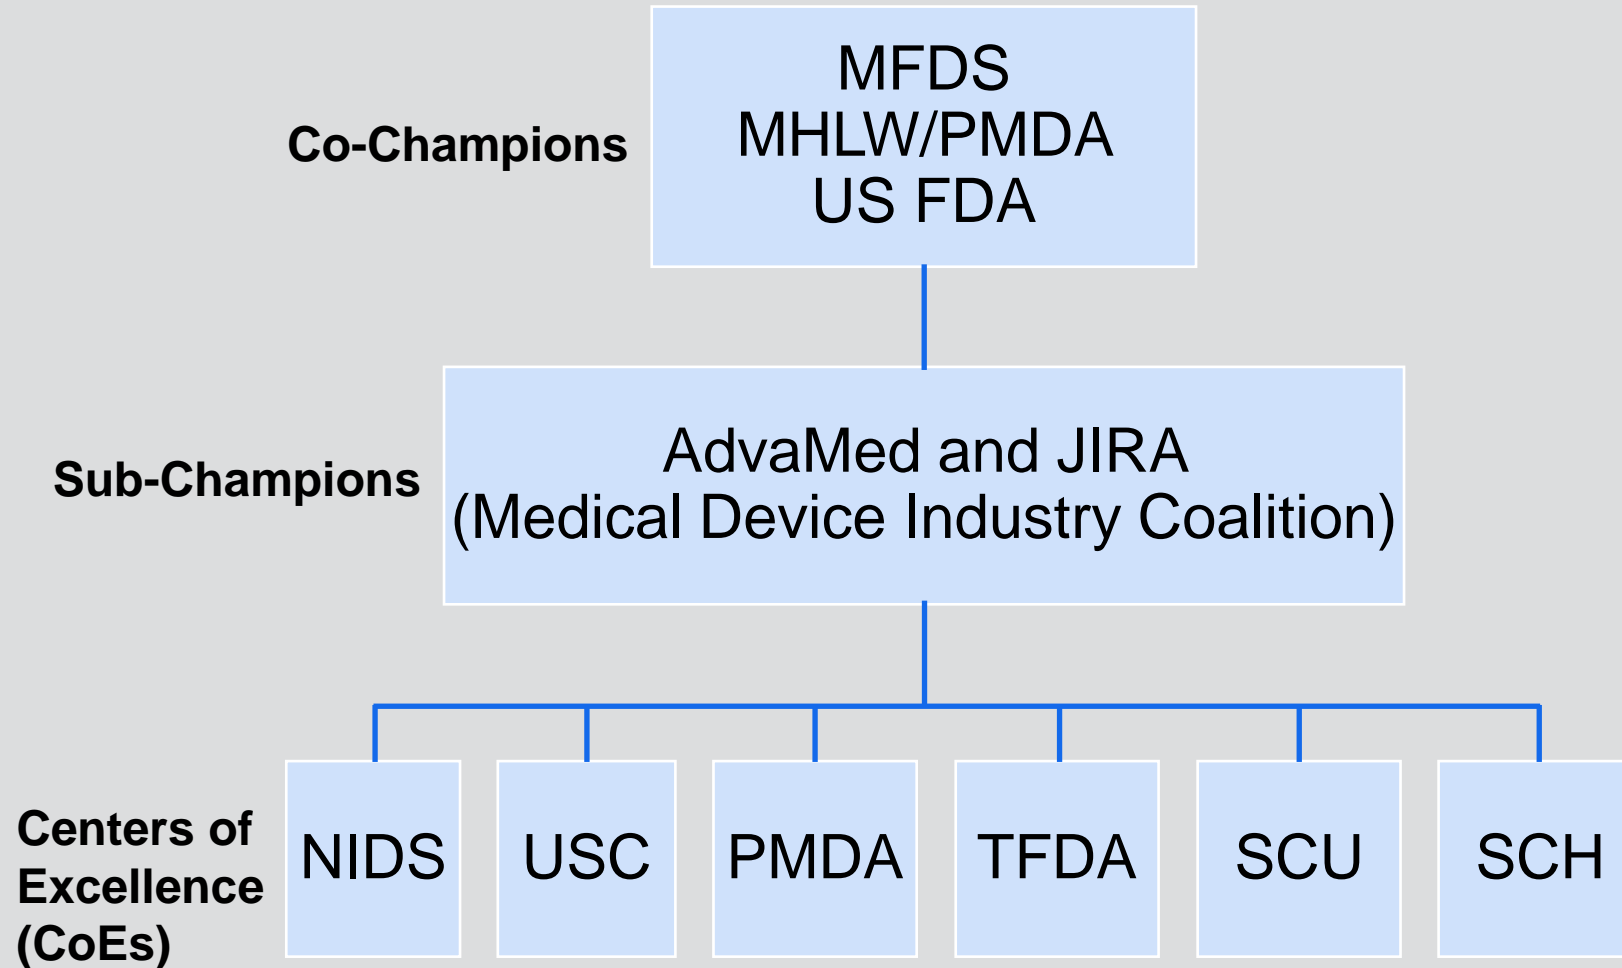 MFDS
MHLW/PMDA
US FDA
Co-Champions
AdvaMed and JIRA
(Medical Device Industry Coalition)
Sub-Champions
Centers of
Excellence
(CoEs)
NIDS
USC
PMDA
TFDA
SCU
SCH